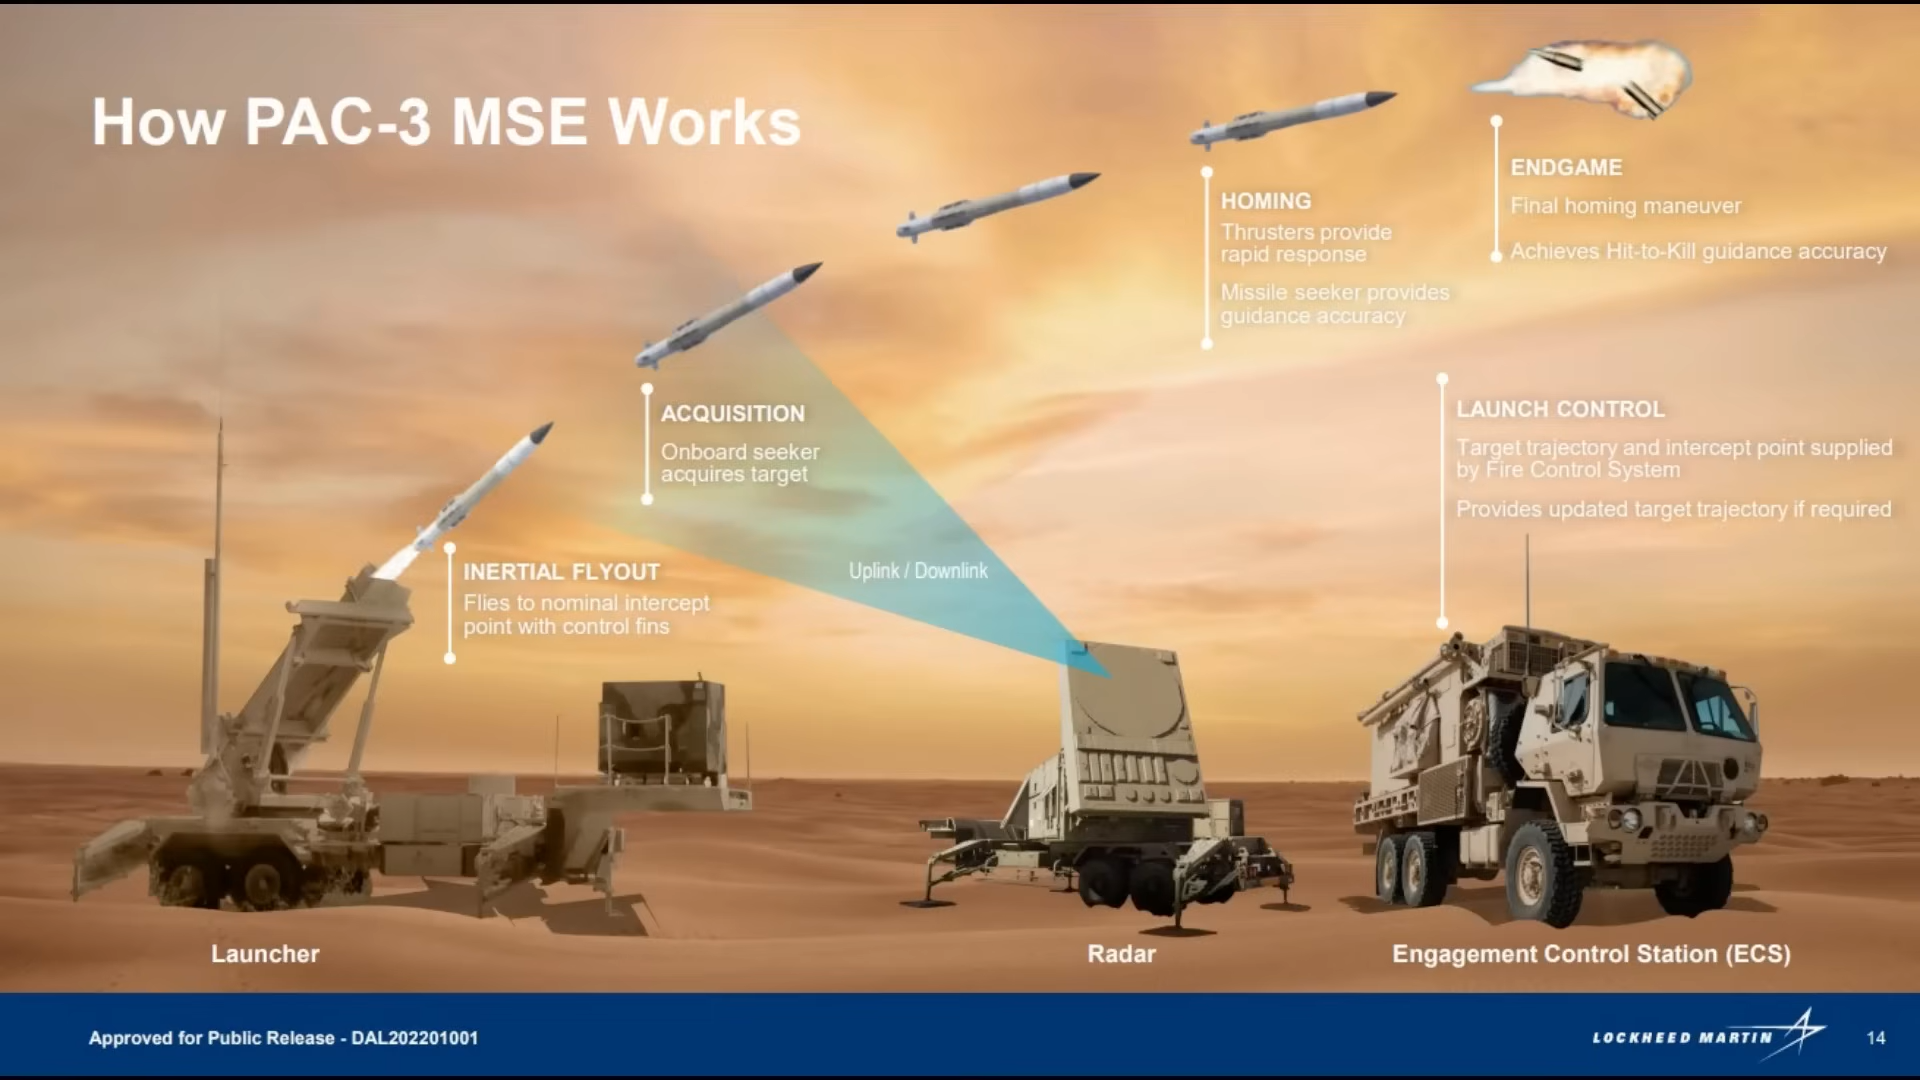 How PAC-3 MSE Works
ENDGAME
Final homing maneuver
Achieves Hit-to-Kill guidance accuracy
HOMING
Thrusters provide
rapid response
Missile seeker provides
guidance accuracy
ACQUISITION
Onboard seeker
acquires target
LAUNCH CONTROL
Target trajectory and intercept point supplied
by Fire Control System
Provides updated target trajectory if required
INERTIAL FLYOUT
Flies to nominal intercept
point with control fins
Uplink / Downlink
Launcher
Radar
Engagement Control Station (ECS)
Approved for Public Release - DAL202201001
LOCKHEED MARTIN
14